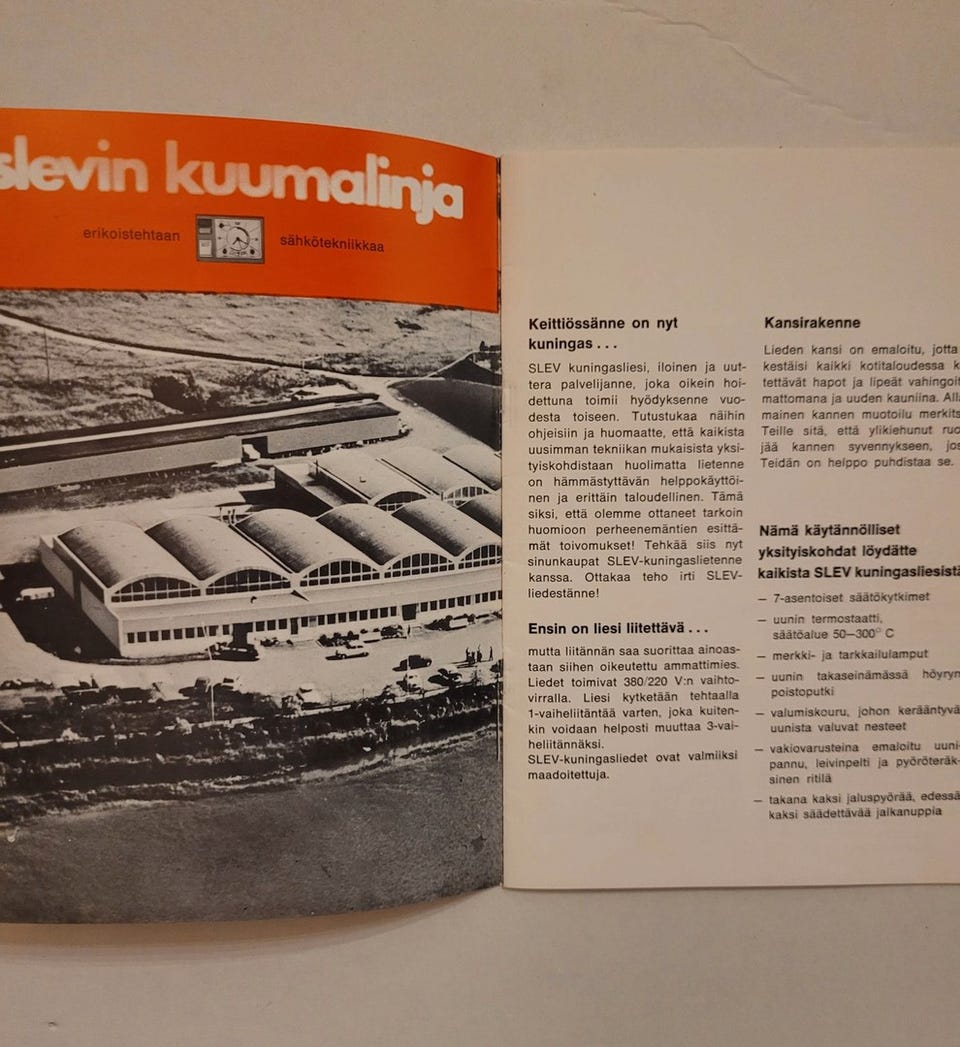 slevin kuumalinja
erikoistehtaan sähkötekniikkaa
Keittiössänne on nyt
kuningas ...
SLEV kuningasliesi, iloinen ja uut-
tera palvelijanne, joka oikein hoi-
dettuna toimii hyödyksenne vuo-
desta toiseen. Tutustukaa näihin
ohjeisiin ja huomaatte, että kaikista
uusimman tekniikan mukaisista yksi-
tyiskohdistaan huolimatta lietenne
on hämmästyttävän helppokäyttöi-
nen ja erittäin taloudellinen. Tämä
siksi, että olemme ottaneet tarkoin
huomioon perheenemäntien esittä-
mät toivomukset! Tehkää siis nyt
sinunkaupat SLEV-kuningaslietenne
kanssa. Ottakaa teho irti SLEV-
liedestänne!
Ensin on liesi liitettävä ...
mutta liitännän saa suorittaa ainoas-
taan siihen oikeutettu ammattimies.
Liedet toimivat 380/220 V:n vaihto-
virralla. Liesi kytketään tehtaalla
1-vaiheliitäntää varten, joka kuiten-
kin voidaan helposti muuttaa 3-vai-
heliitännäksi.
SLEV-kuningasliedet ovat valmiiksi
maadoitettuja.
Kansirakenne
Lieden kansi on emaloitu, jotta
kestäisi kaikki kotitaloudessa k
tettävät hapot ja lipeät vahingoit
mattomana ja uuden kauniina. All
mainen kannen muotoilu merkits
Teille sitä, että ylikiehunut ruo
jää kannen syvennykseen, jos
Teidän on helppo puhdistaa se.
Nämä käytännölliset
yksityiskohdat löydätte
kaikista SLEV kuningasliesistä
— 7-asentoiset säätökytkimet
— uunin termostaatti,
säätöalue 50—300° C
— merkki- ja tarkkailulamput
— uunin takaseinämässä höyryn
poistoputki
— valumiskouru, johon kerääntyvä
uunista valuvat nesteet
— vakiovarusteina emaloitu uuni-
pannu, leivinpelti ja pyöröteräk-
sinen ritilä
— takana kaksi jaluspyörää, edessä
kaksi säädettävää jalkanuppia